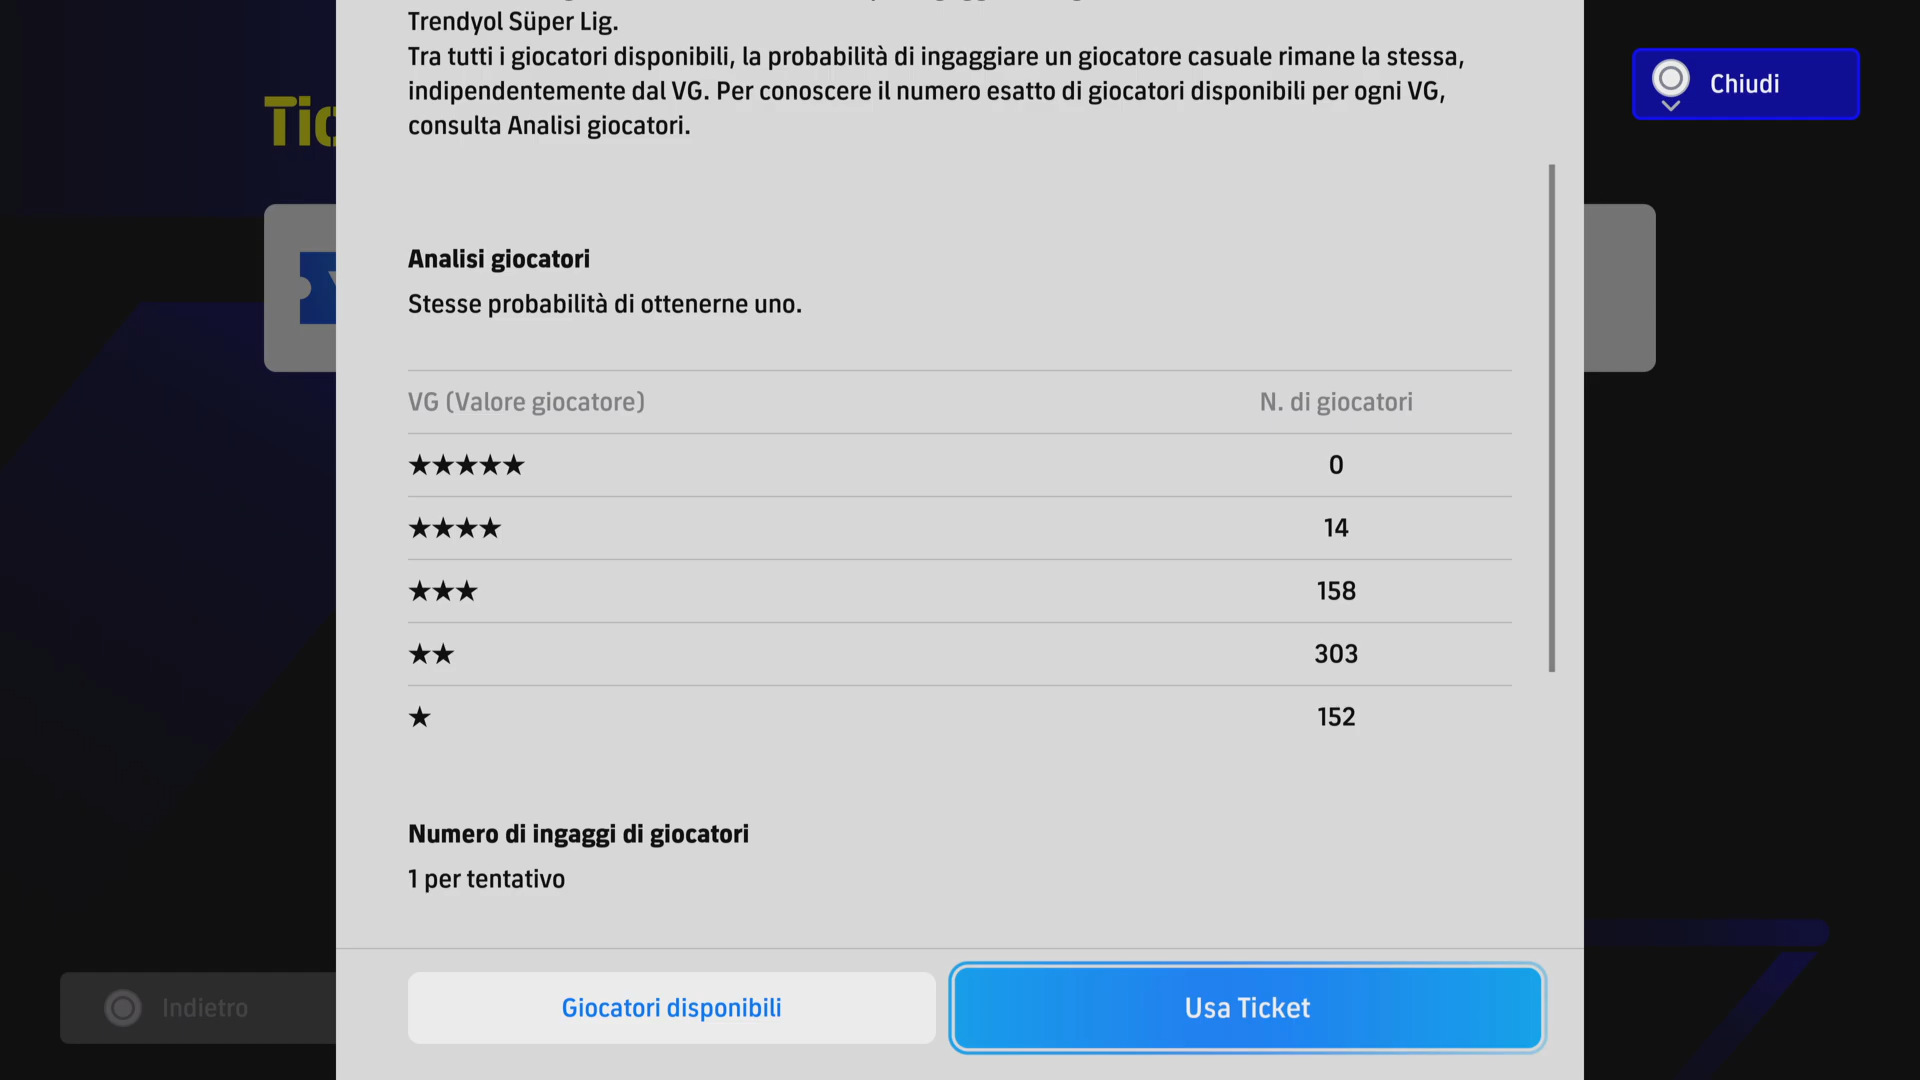 Trendyol Süper Lig.
Tra tutti i giocatori disponibili, la probabilità di ingaggiare un giocatore casuale rimane la stessa,
indipendentemente dal VG. Per conoscere il numero esatto di giocatori disponibili per ogni VG,
consulta Analisi giocatori.
Chiudi
Analisi giocatori
Stesse probabilità di ottenerne uno.
VG (Valore giocatore) N. di giocatori
★★★★★ 0
★★★★ 14
★★★ 158
★★ 303
★ 152
Numero di ingaggi di giocatori
1 per tentativo
Indietro
Giocatori disponibili
Usa Ticket